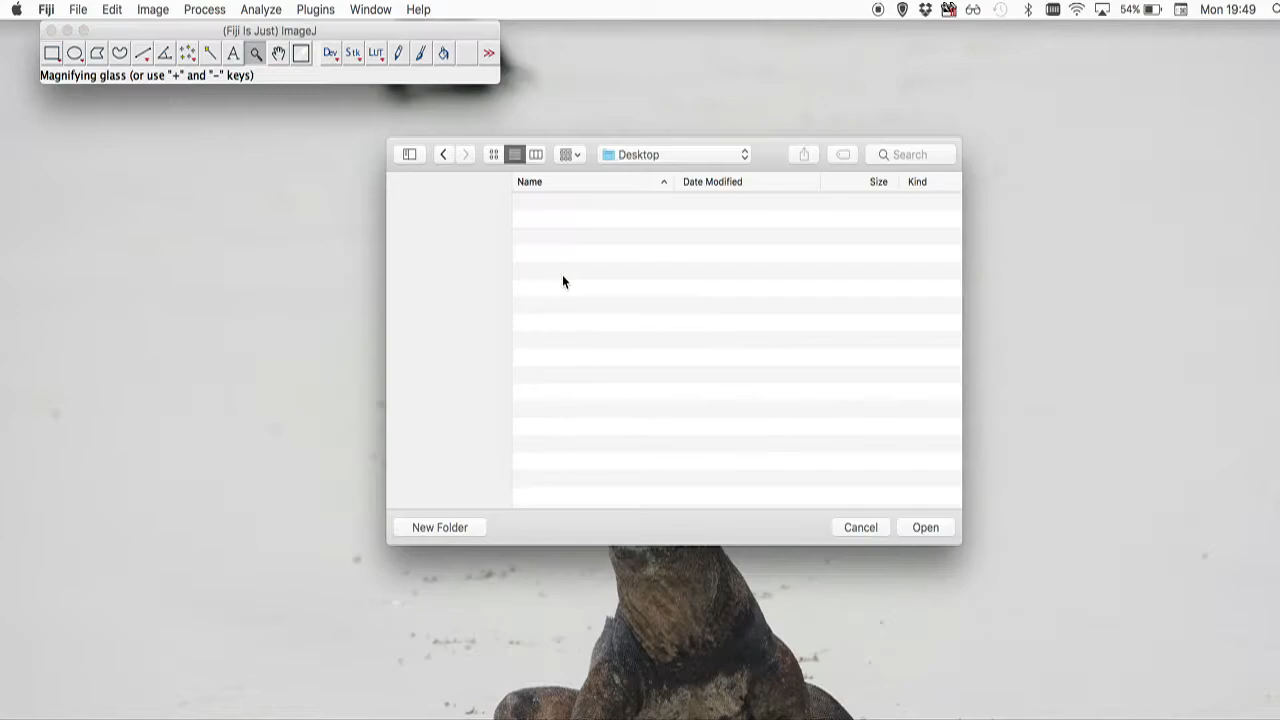 Fiji File Edit Image Process Analyze Plugins Window Help 54% Mon 19:49
(Fiji Is Just) ImageJ
A Dev Stk LUT >>
Magnifying glass (or use "+" and "-" keys)
Desktop Search
Name Date Modified Size Kind
New Folder Cancel Open